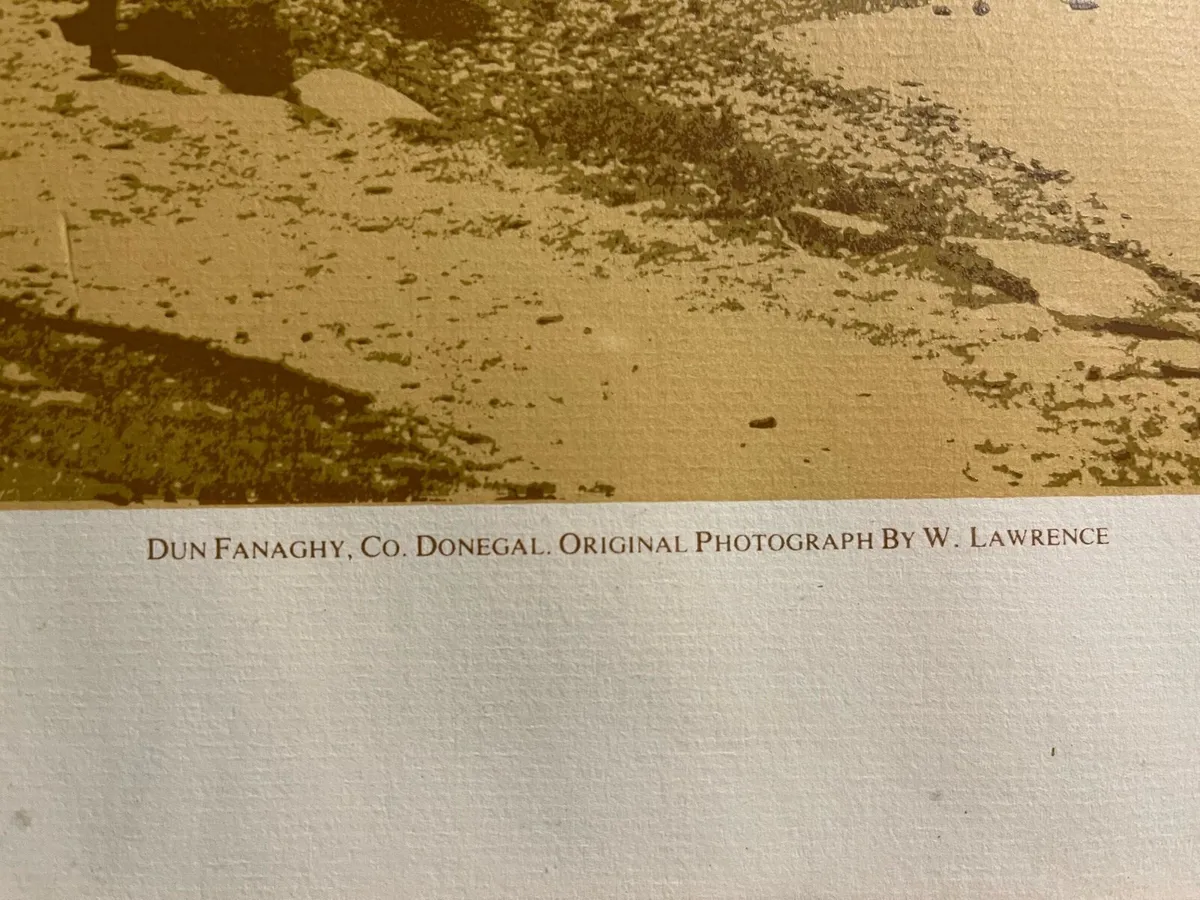 Dun Fanaghy, Co. Donegal. Original Photograph By W. Lawrence